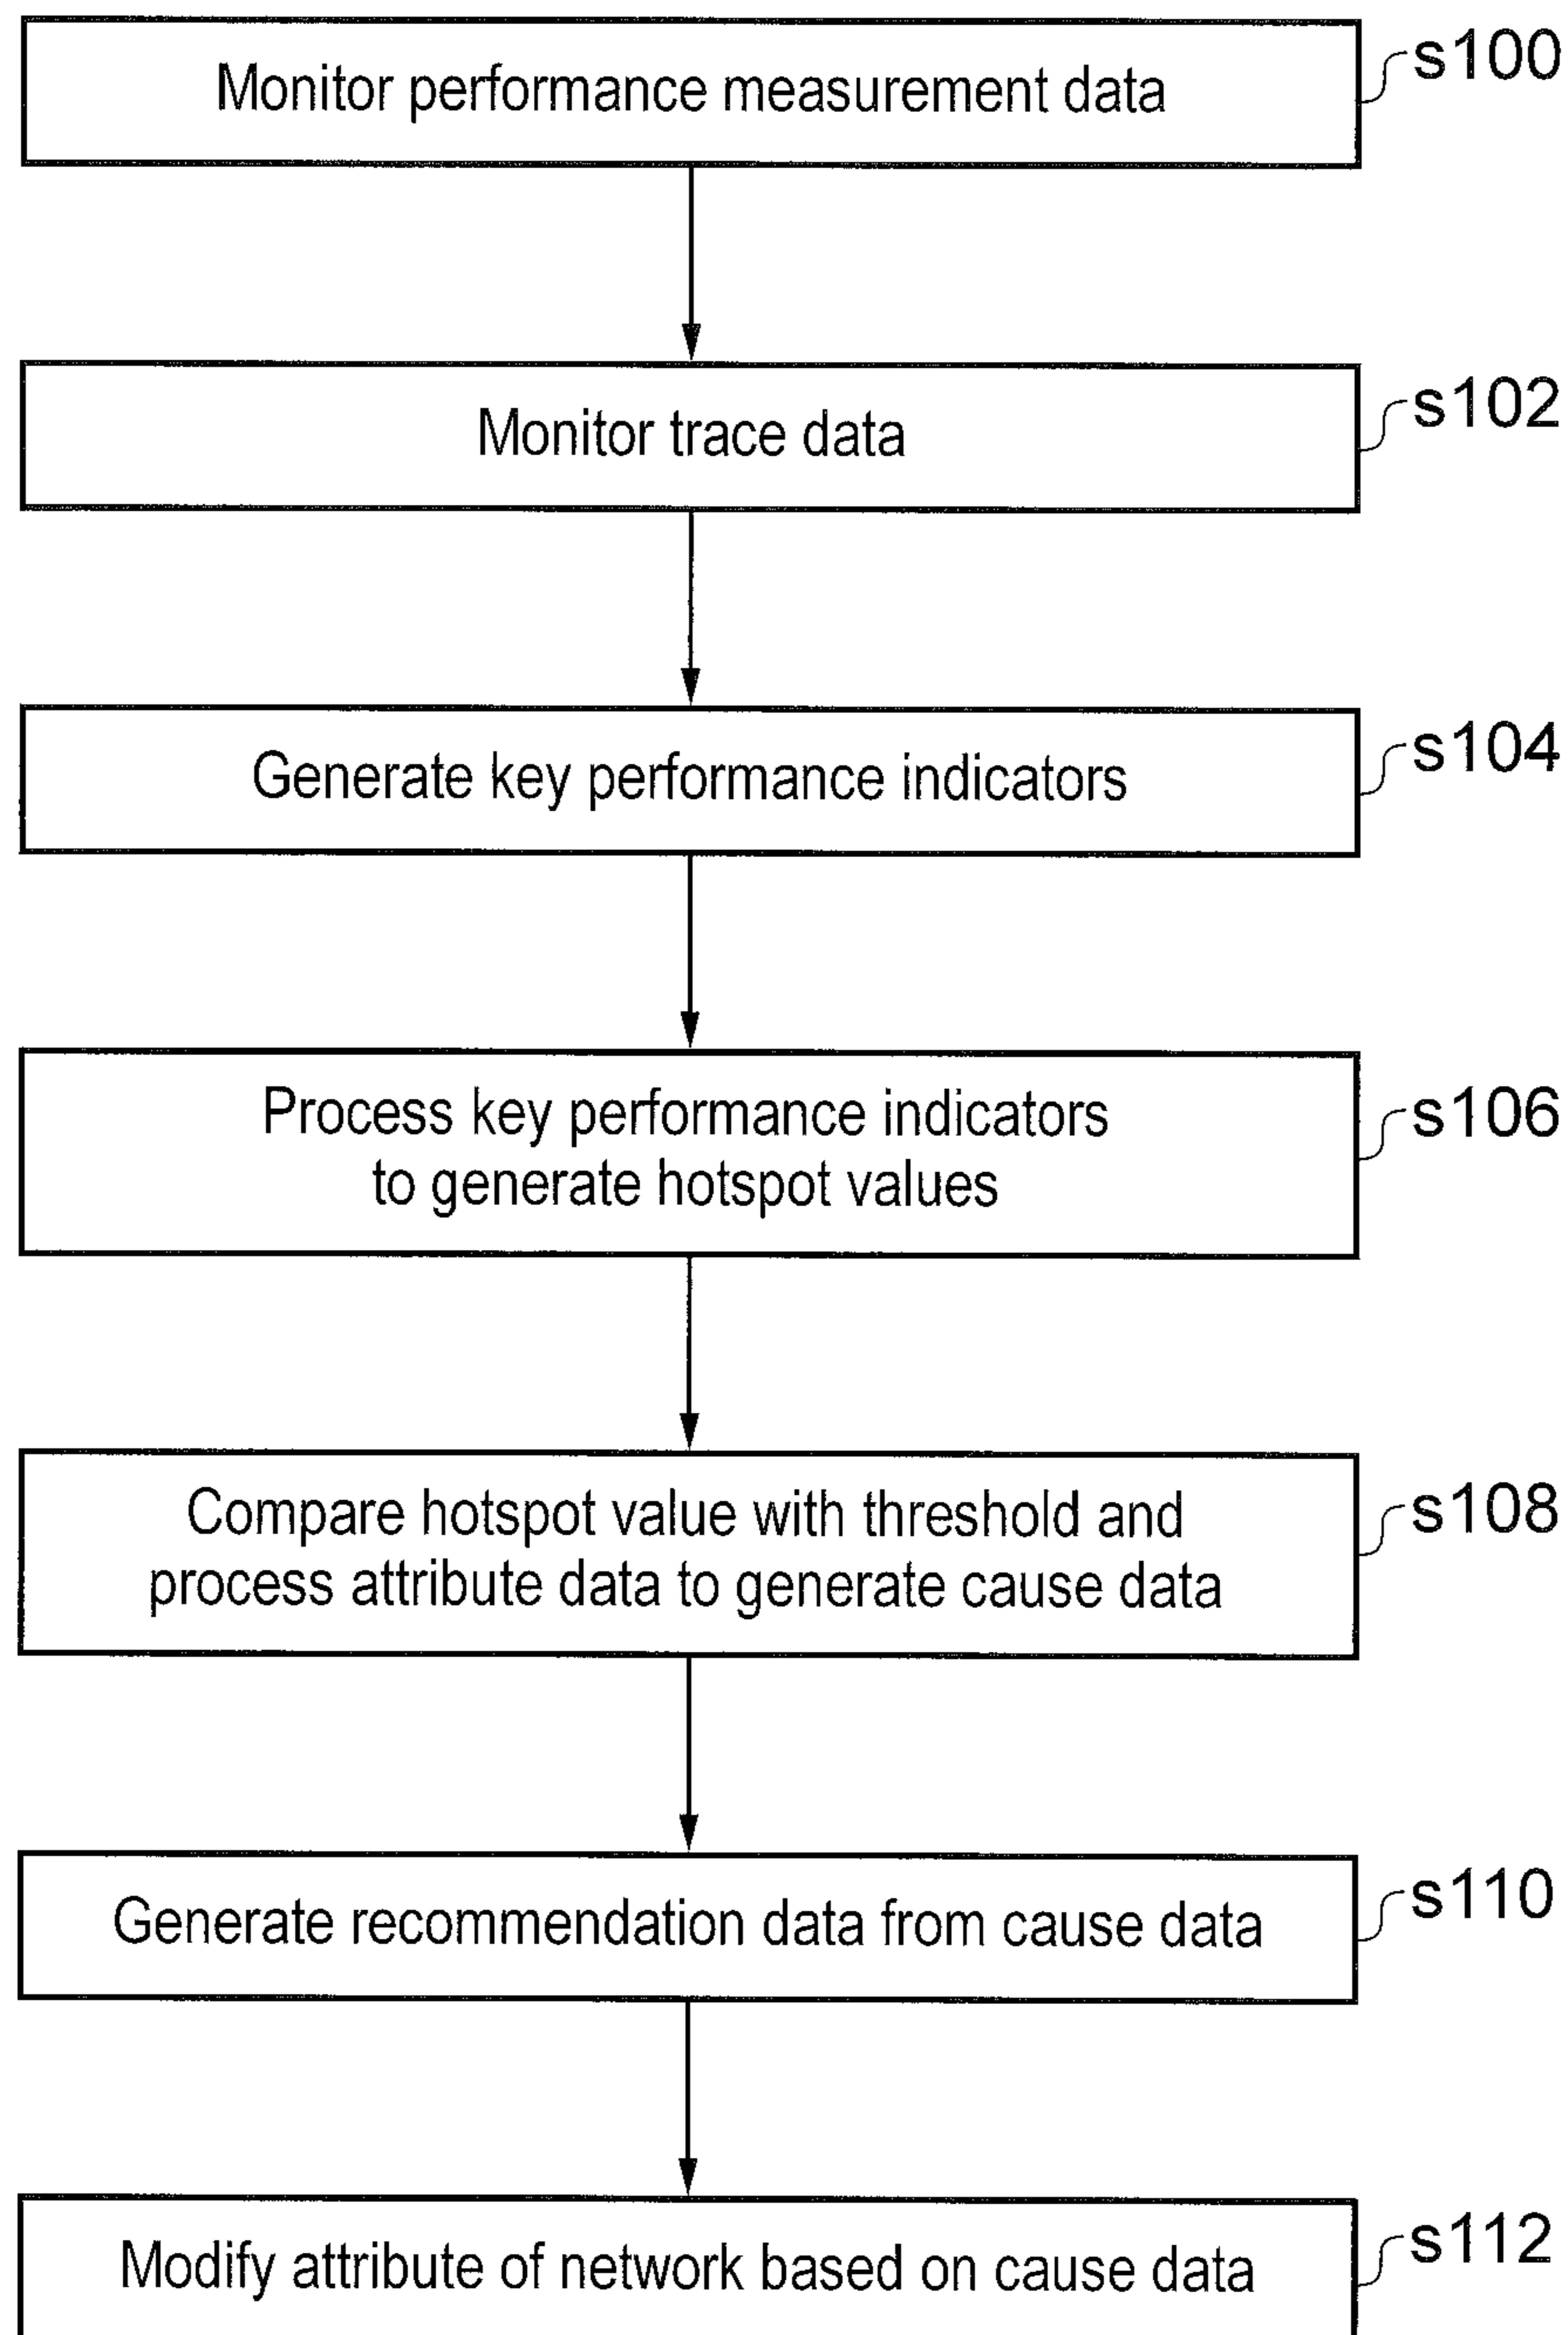 Monitor performance measurement data
s100
Monitor trace data
s102
Generate key performance indicators
s104
Process key performance indicators
to generate hotspot values
s106
Compare hotspot value with threshold and
process attribute data to generate cause data
s108
Generate recommendation data from cause data
s110
Modify attribute of network based on cause data
s112